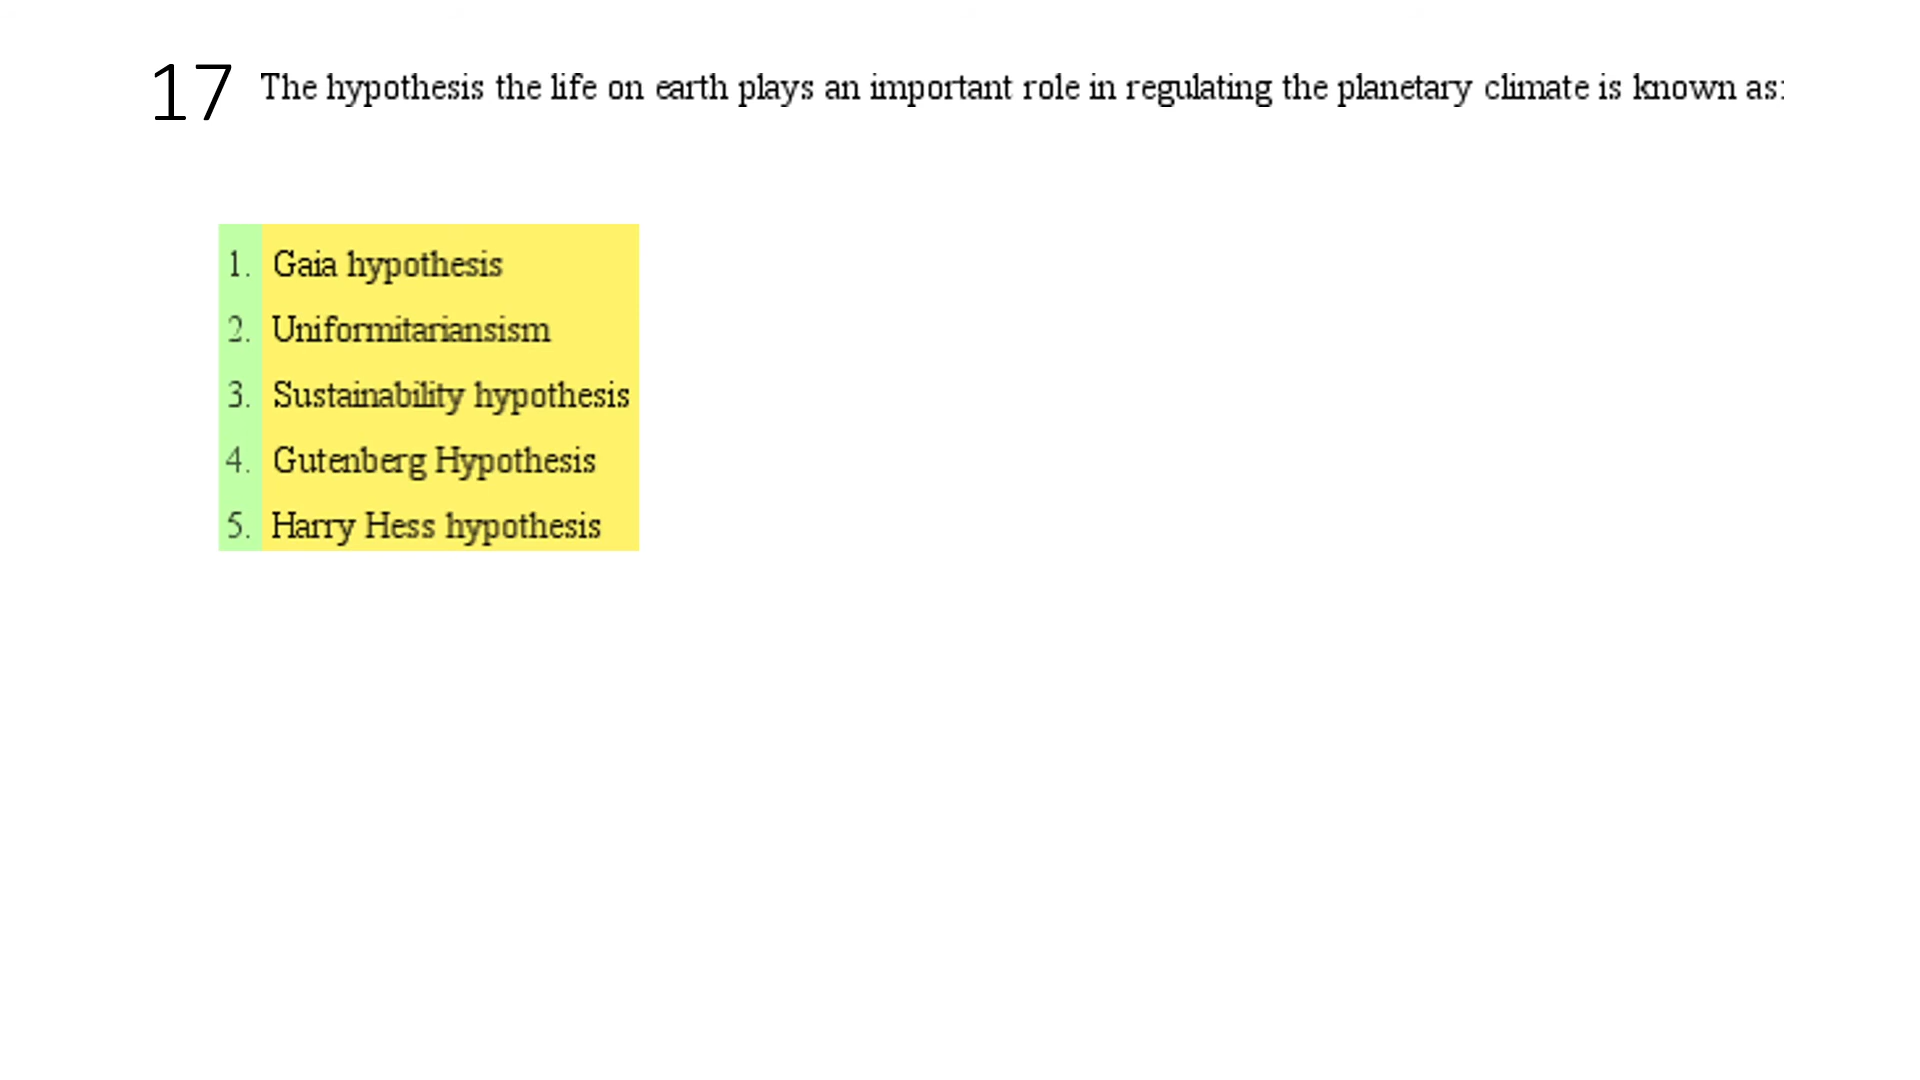 17 The hypothesis the life on earth plays an important role in regulating the planetary climate is known as:
1. Gaia hypothesis
2. Uniformitariansism
3. Sustainability hypothesis
4. Gutenberg Hypothesis
5. Harry Hess hypothesis